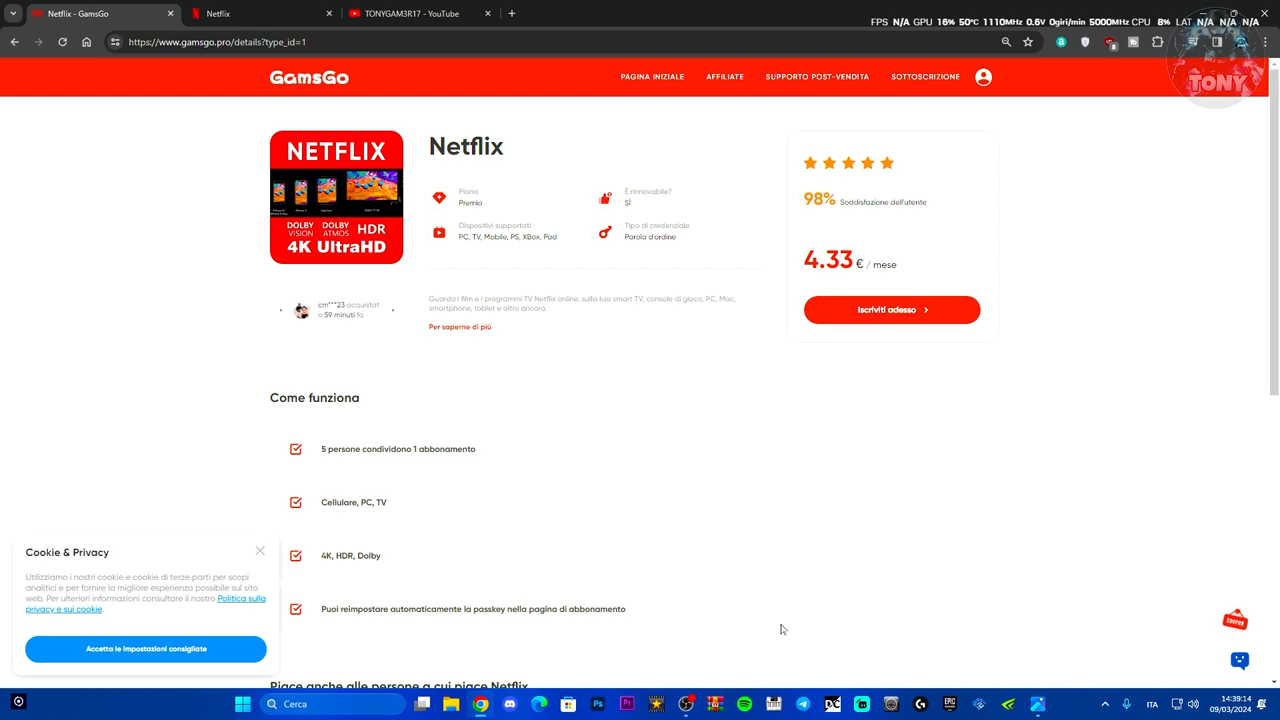 Netflix - GamsGo
Netflix
TONYGAM3R17 - YouTube
FPS N/A GPU 16% 50°C 1110MHz 0.6V 0giri/min 5000MHz CPU 8% LAT N/A N/A N/A
https://www.gamsgo.pro/details?type_id=1
GamsGo
PAGINA INIZIALE
AFFILIATE
SUPPORTO POST-VENDITA
SOTTOSCRIZIONE
TONY
NETFLIX
DOLBY VISION
DOLBY ATMOS
HDR
4K UltraHD
Netflix
Piano
Premio
È rinnovabile?
SÌ
Dispositivi supportati
PC, TV, Mobile, PS, XBox, Pad
Tipo di credenziale
Parola d'ordine
98% Soddisfazione dell'utente
4.33 € / mese
Iscriviti adesso
cm***23 acquistat
o 59 minuti fa
Guarda i film e i programmi TV Netflix online, sulla tua smart TV, console di gioco, PC, Mac,
smartphone, tablet e altro ancora.
Per saperne di più
Come funziona
5 persone condividono 1 abbonamento
Cellulare, PC, TV
4K, HDR, Dolby
Puoi reimpostare automaticamente la passkey nella pagina di abbonamento
Piace anche alle persone a cui piace Netflix
Cookie & Privacy
Utilizziamo i nostri cookie e cookie di terze parti per scopi
analitici e per fornire la migliore esperienza possibile sul sito
web. Per ulteriori informazioni consultare il nostro Politica sulla
privacy e sui cookie.
Accetta le impostazioni consigliate
COUPON
Cerca
ITA
14:39:14
09/03/2024